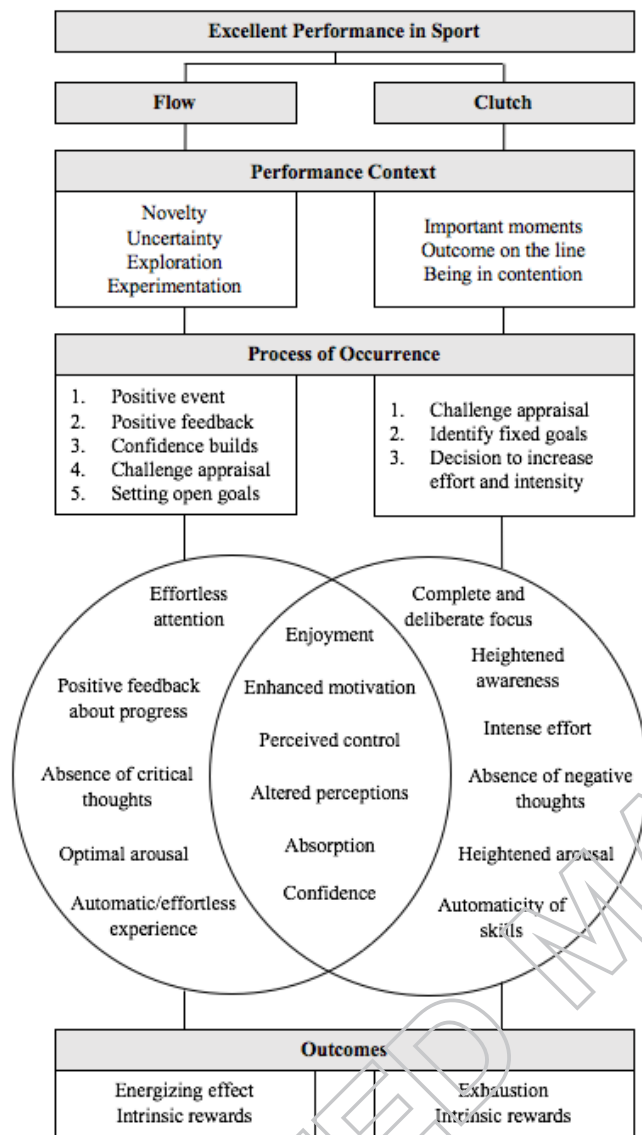 Excellent Performance in Sport
Flow
Clutch
Performance Context
Novelty
Uncertainty
Exploration
Experimentation
Important moments
Outcome on the line
Being in contention
Process of Occurrence
1. Positive event
2. Positive feedback
3. Confidence builds
4. Challenge appraisal
5. Setting open goals
1. Challenge appraisal
2. Identify fixed goals
3. Decision to increase
effort and intensity
Effortless
attention
Positive feedback
about progress
Absence of critical
thoughts
Optimal arousal
Automatic/effortless
experience
Enjoyment
Enhanced motivation
Perceived control
Altered perceptions
Absorption
Confidence
Complete and
deliberate focus
Heightened
awareness
Intense effort
Absence of negative
thoughts
Heightened arousal
Automaticity of
skills
Outcomes
Energizing effect
Intrinsic rewards
Exhaustion
Intrinsic rewards